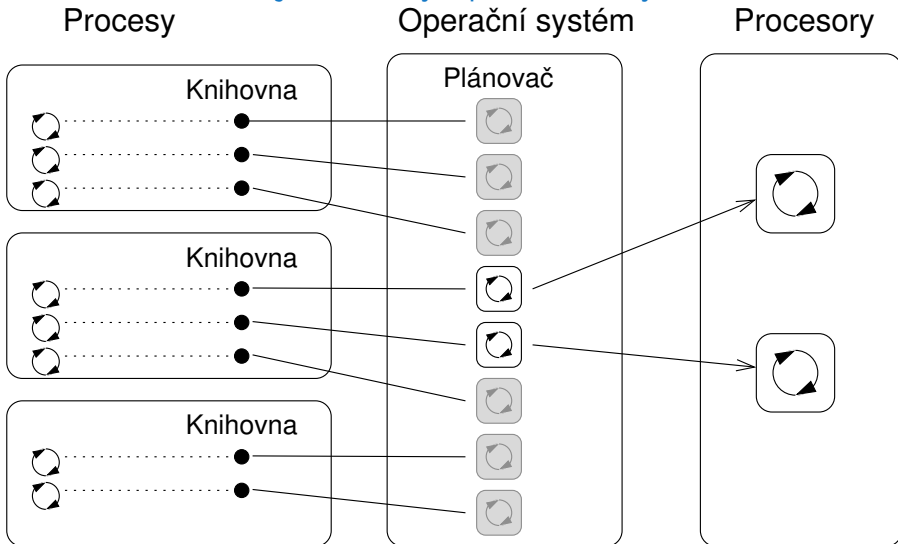 Procesy
Operační systém
Procesory
Knihovna
Plánovač
Knihovna
Knihovna